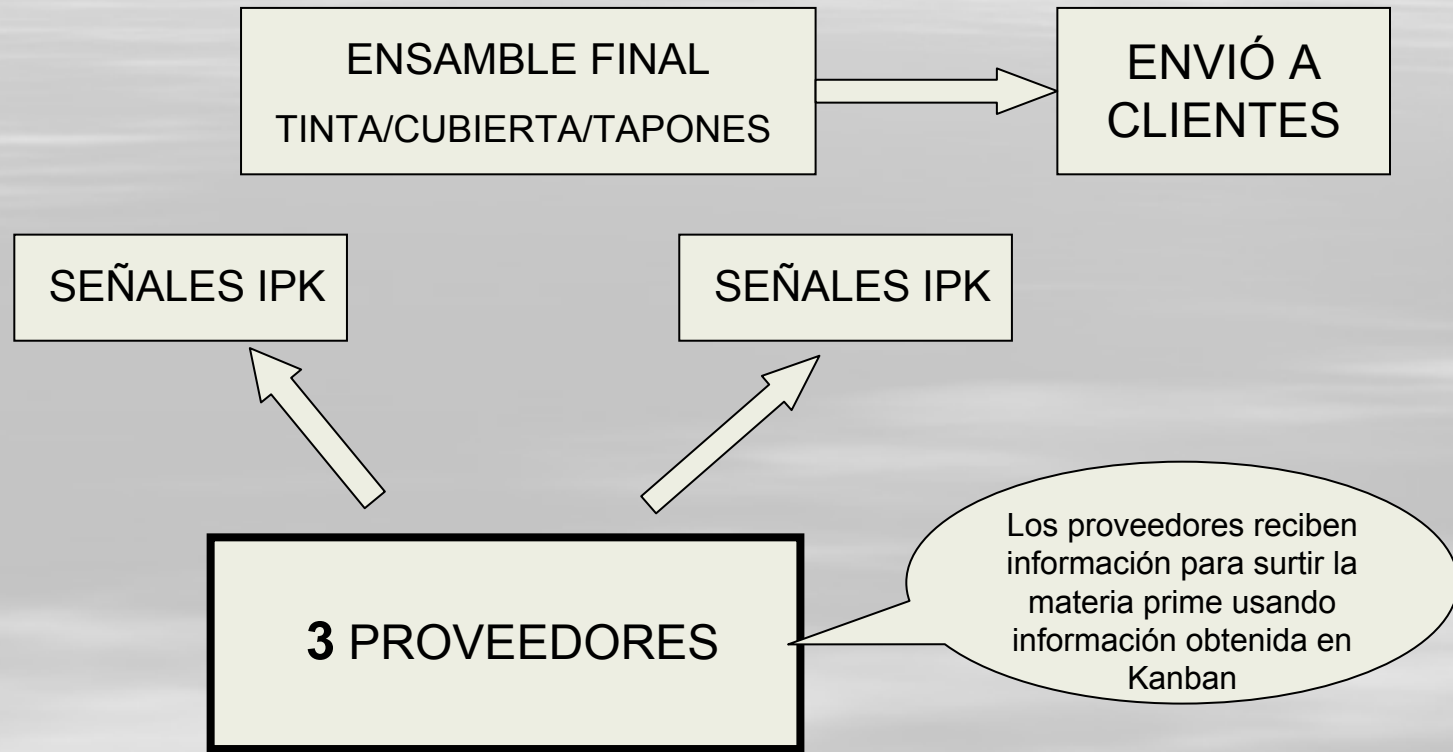 ENSAMBLE FINAL
TINTA/CUBIERTA/TAPONES
ENVIÓ A
CLIENTES
SEÑALES IPK
SEÑALES IPK
3 PROVEEDORES
Los proveedores reciben
información para surtir la
materia prime usando
información obtenida en
Kanban